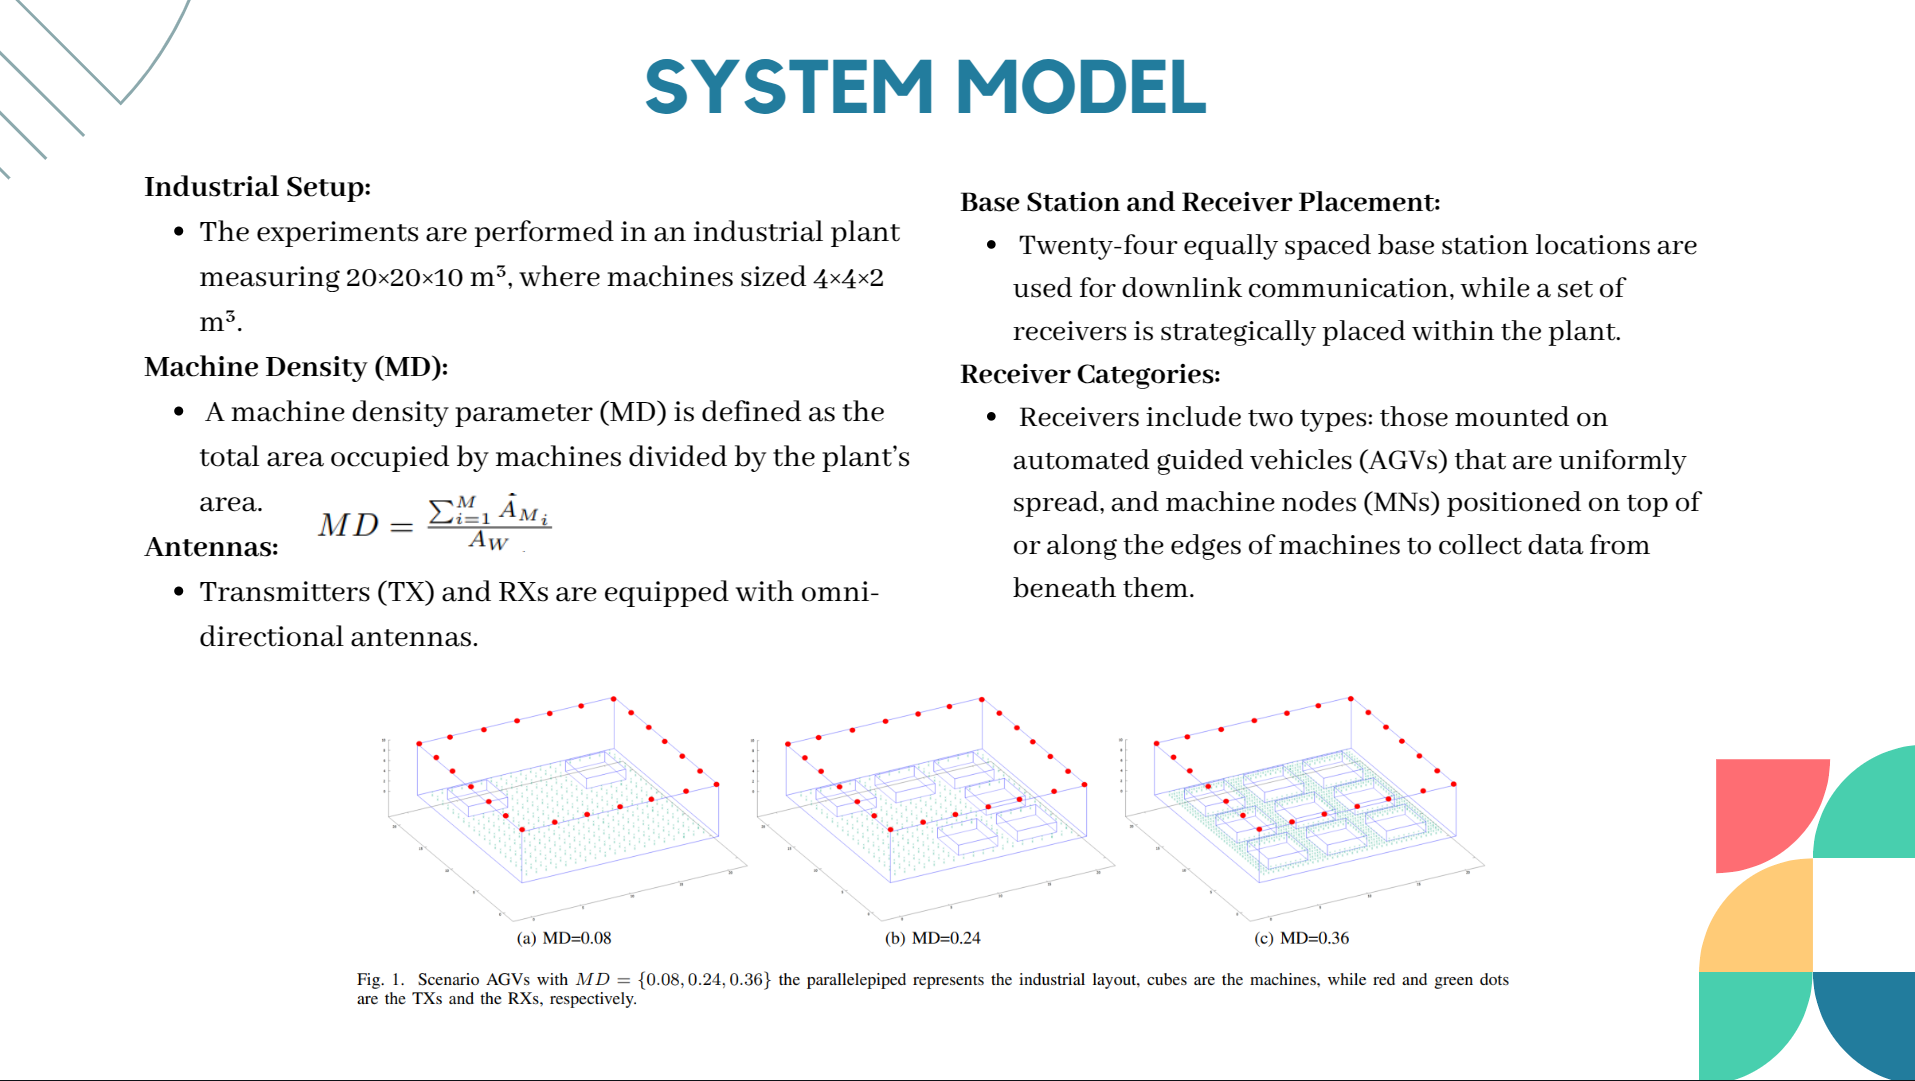 SYSTEM MODEL
Industrial Setup:
• The experiments are performed in an industrial plant
measuring 20×20×10 m³, where machines sized 4×4×2
m³.
Machine Density (MD):
• A machine density parameter (MD) is defined as the
total area occupied by machines divided by the plant’s
area.
MD = \frac{\sum_{i=1}^{M} \hat{A}_{M_i}}{A_W}
Antennas:
• Transmitters (TX) and RXs are equipped with omni-
directional antennas.
Base Station and Receiver Placement:
• Twenty-four equally spaced base station locations are
used for downlink communication, while a set of
receivers is strategically placed within the plant.
Receiver Categories:
• Receivers include two types: those mounted on
automated guided vehicles (AGVs) that are uniformly
spread, and machine nodes (MNs) positioned on top of
or along the edges of machines to collect data from
beneath them.
(a) MD=0.08
(b) MD=0.24
(c) MD=0.36
Fig. 1. Scenario AGVs with MD = {0.08, 0.24, 0.36} the parallelepiped represents the industrial layout, cubes are the machines, while red and green dots
are the TXs and the RXs, respectively.